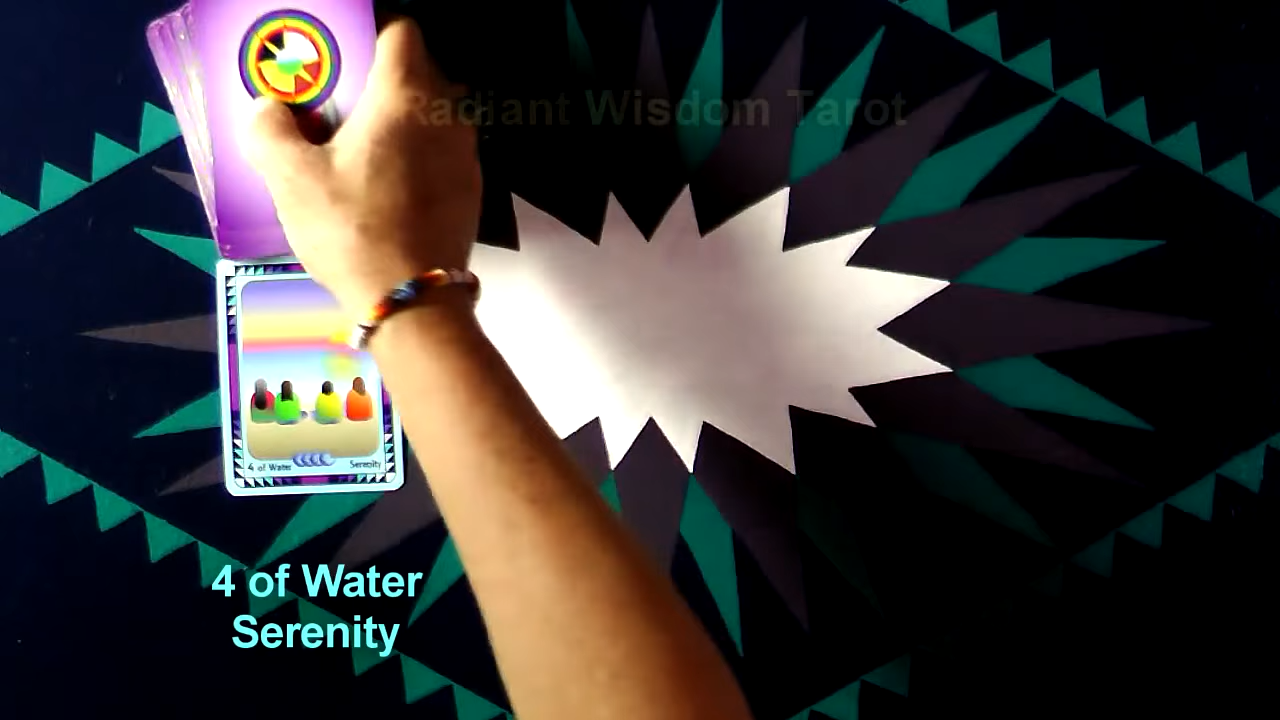 Radiant Wisdom Tarot
4 of Water Serenity
4 of Water
Serenity